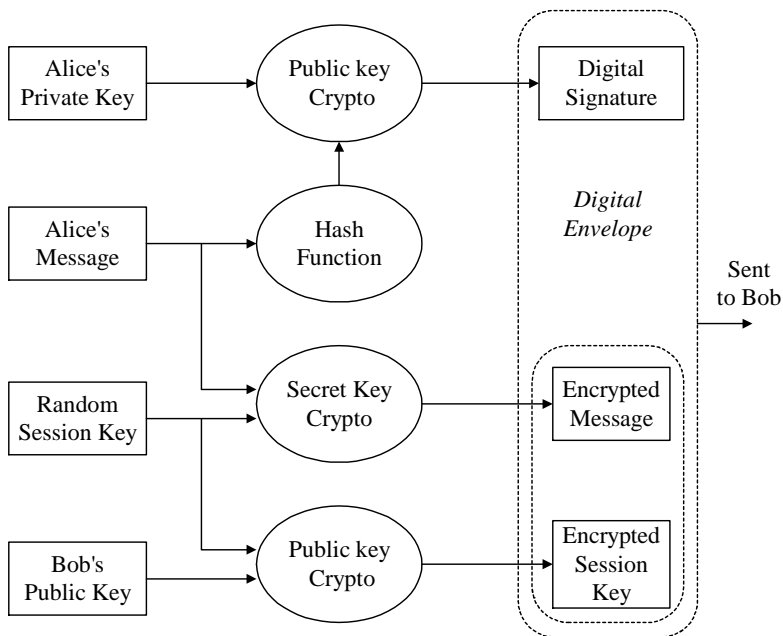 Alice's
Private Key
Public key
Crypto
Digital
Signature
Alice's
Message
Hash
Function
Digital
Envelope
Sent
to Bob
Random
Session Key
Secret Key
Crypto
Encrypted
Message
Bob's
Public Key
Public key
Crypto
Encrypted
Session
Key